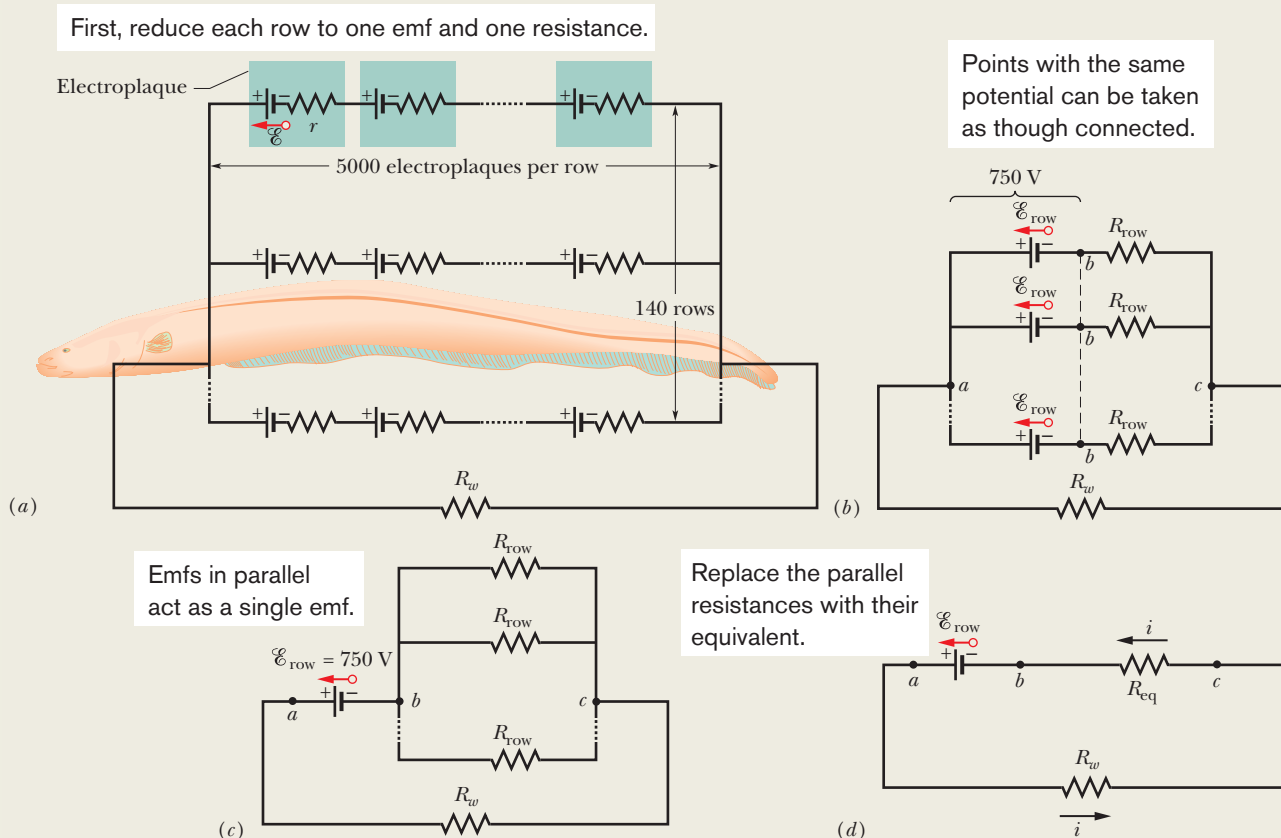 First, reduce each row to one emf and one resistance.
Electroplaque
+ − + − + −
ℰ r
5000 electroplaques per row
+ − + − + −
140 rows
+ − + − + −
R_w
(a)
Points with the same
potential can be taken
as though connected.
750 V
ℰ_row R_row
+ − b
ℰ_row R_row
+ − b
a c
ℰ_row R_row
+ − b
R_w
(b)
Emfs in parallel
act as a single emf.
R_row
R_row
ℰ_row = 750 V
+ −
a b c
R_row
R_w
(c)
Replace the parallel
resistances with their
equivalent.
ℰ_row i
+ −
a b R_eq c
R_w
i
(d)